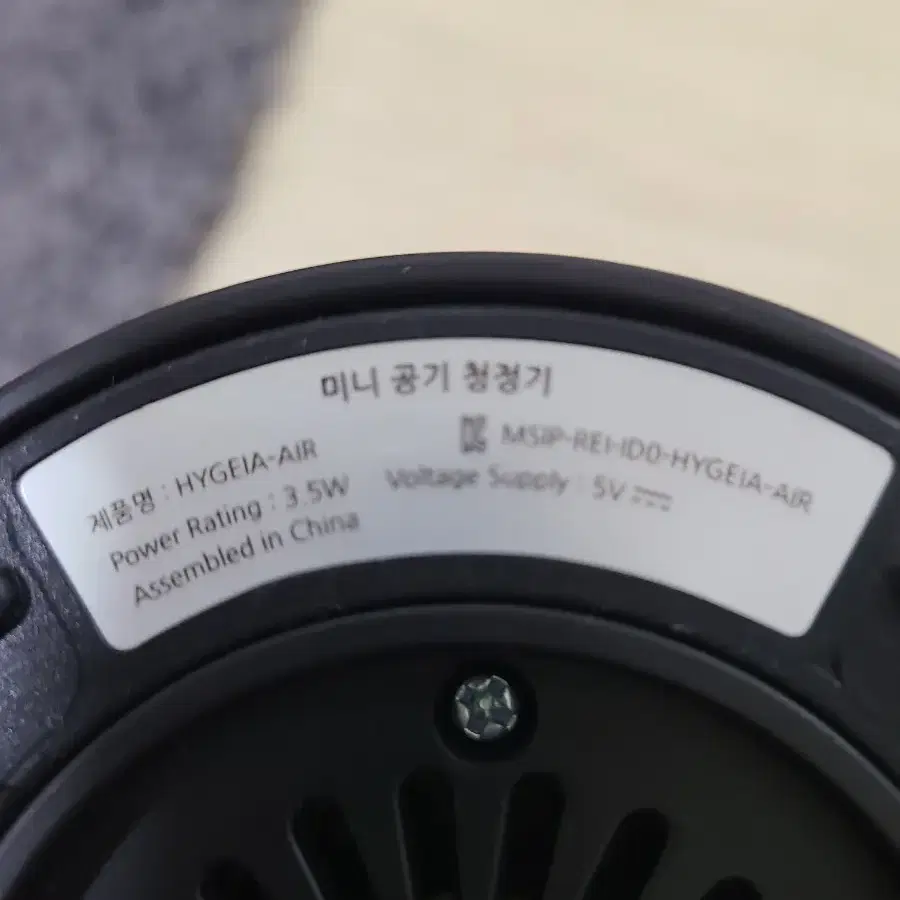 미니 공기 청정기
제품명 : HYGEIA-AIR
MSIP-REI-ID0-HYGEIA-AIR
Power Rating : 3.5W
Voltage Supply : 5V
Assembled in China